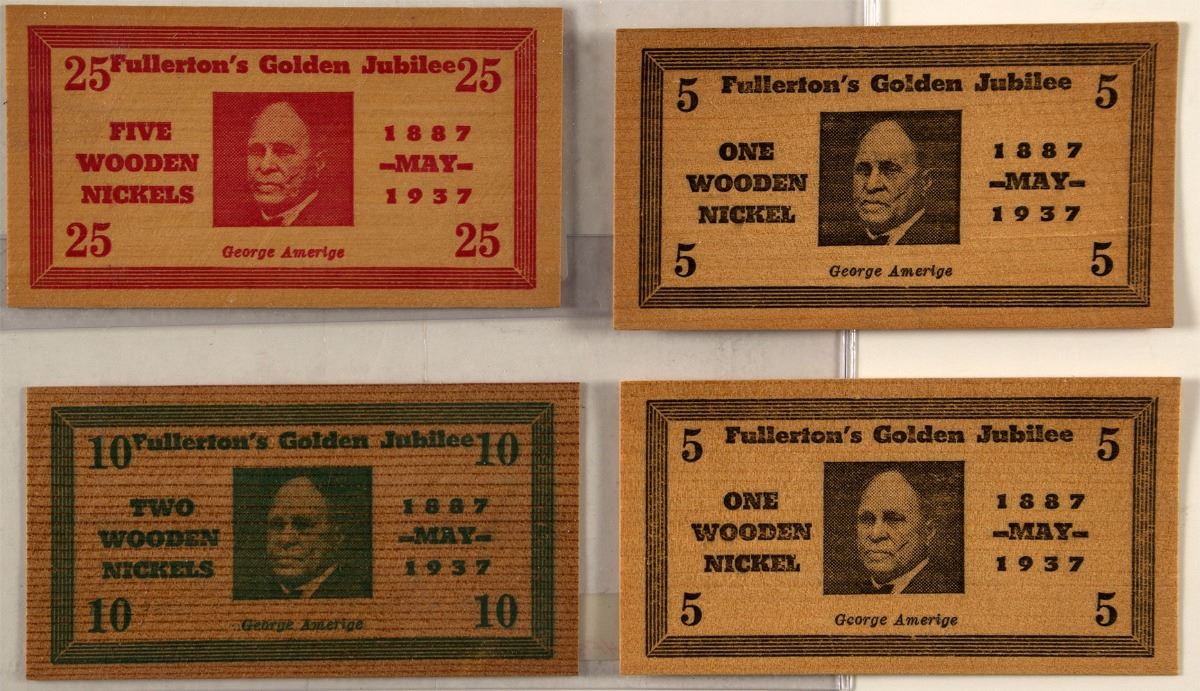 25 Fullerton's Golden Jubilee 25
FIVE
WOODEN
NICKELS
1887
-MAY-
1937
25 George Amerige 25
5 Fullerton's Golden Jubilee 5
ONE
WOODEN
NICKEL
1887
-MAY-
1937
5 George Amerige 5
10 Fullerton's Golden Jubilee 10
TWO
WOODEN
NICKELS
1887
-MAY-
1937
10 George Amerige 10
5 Fullerton's Golden Jubilee 5
ONE
WOODEN
NICKEL
1887
-MAY-
1937
5 George Amerige 5